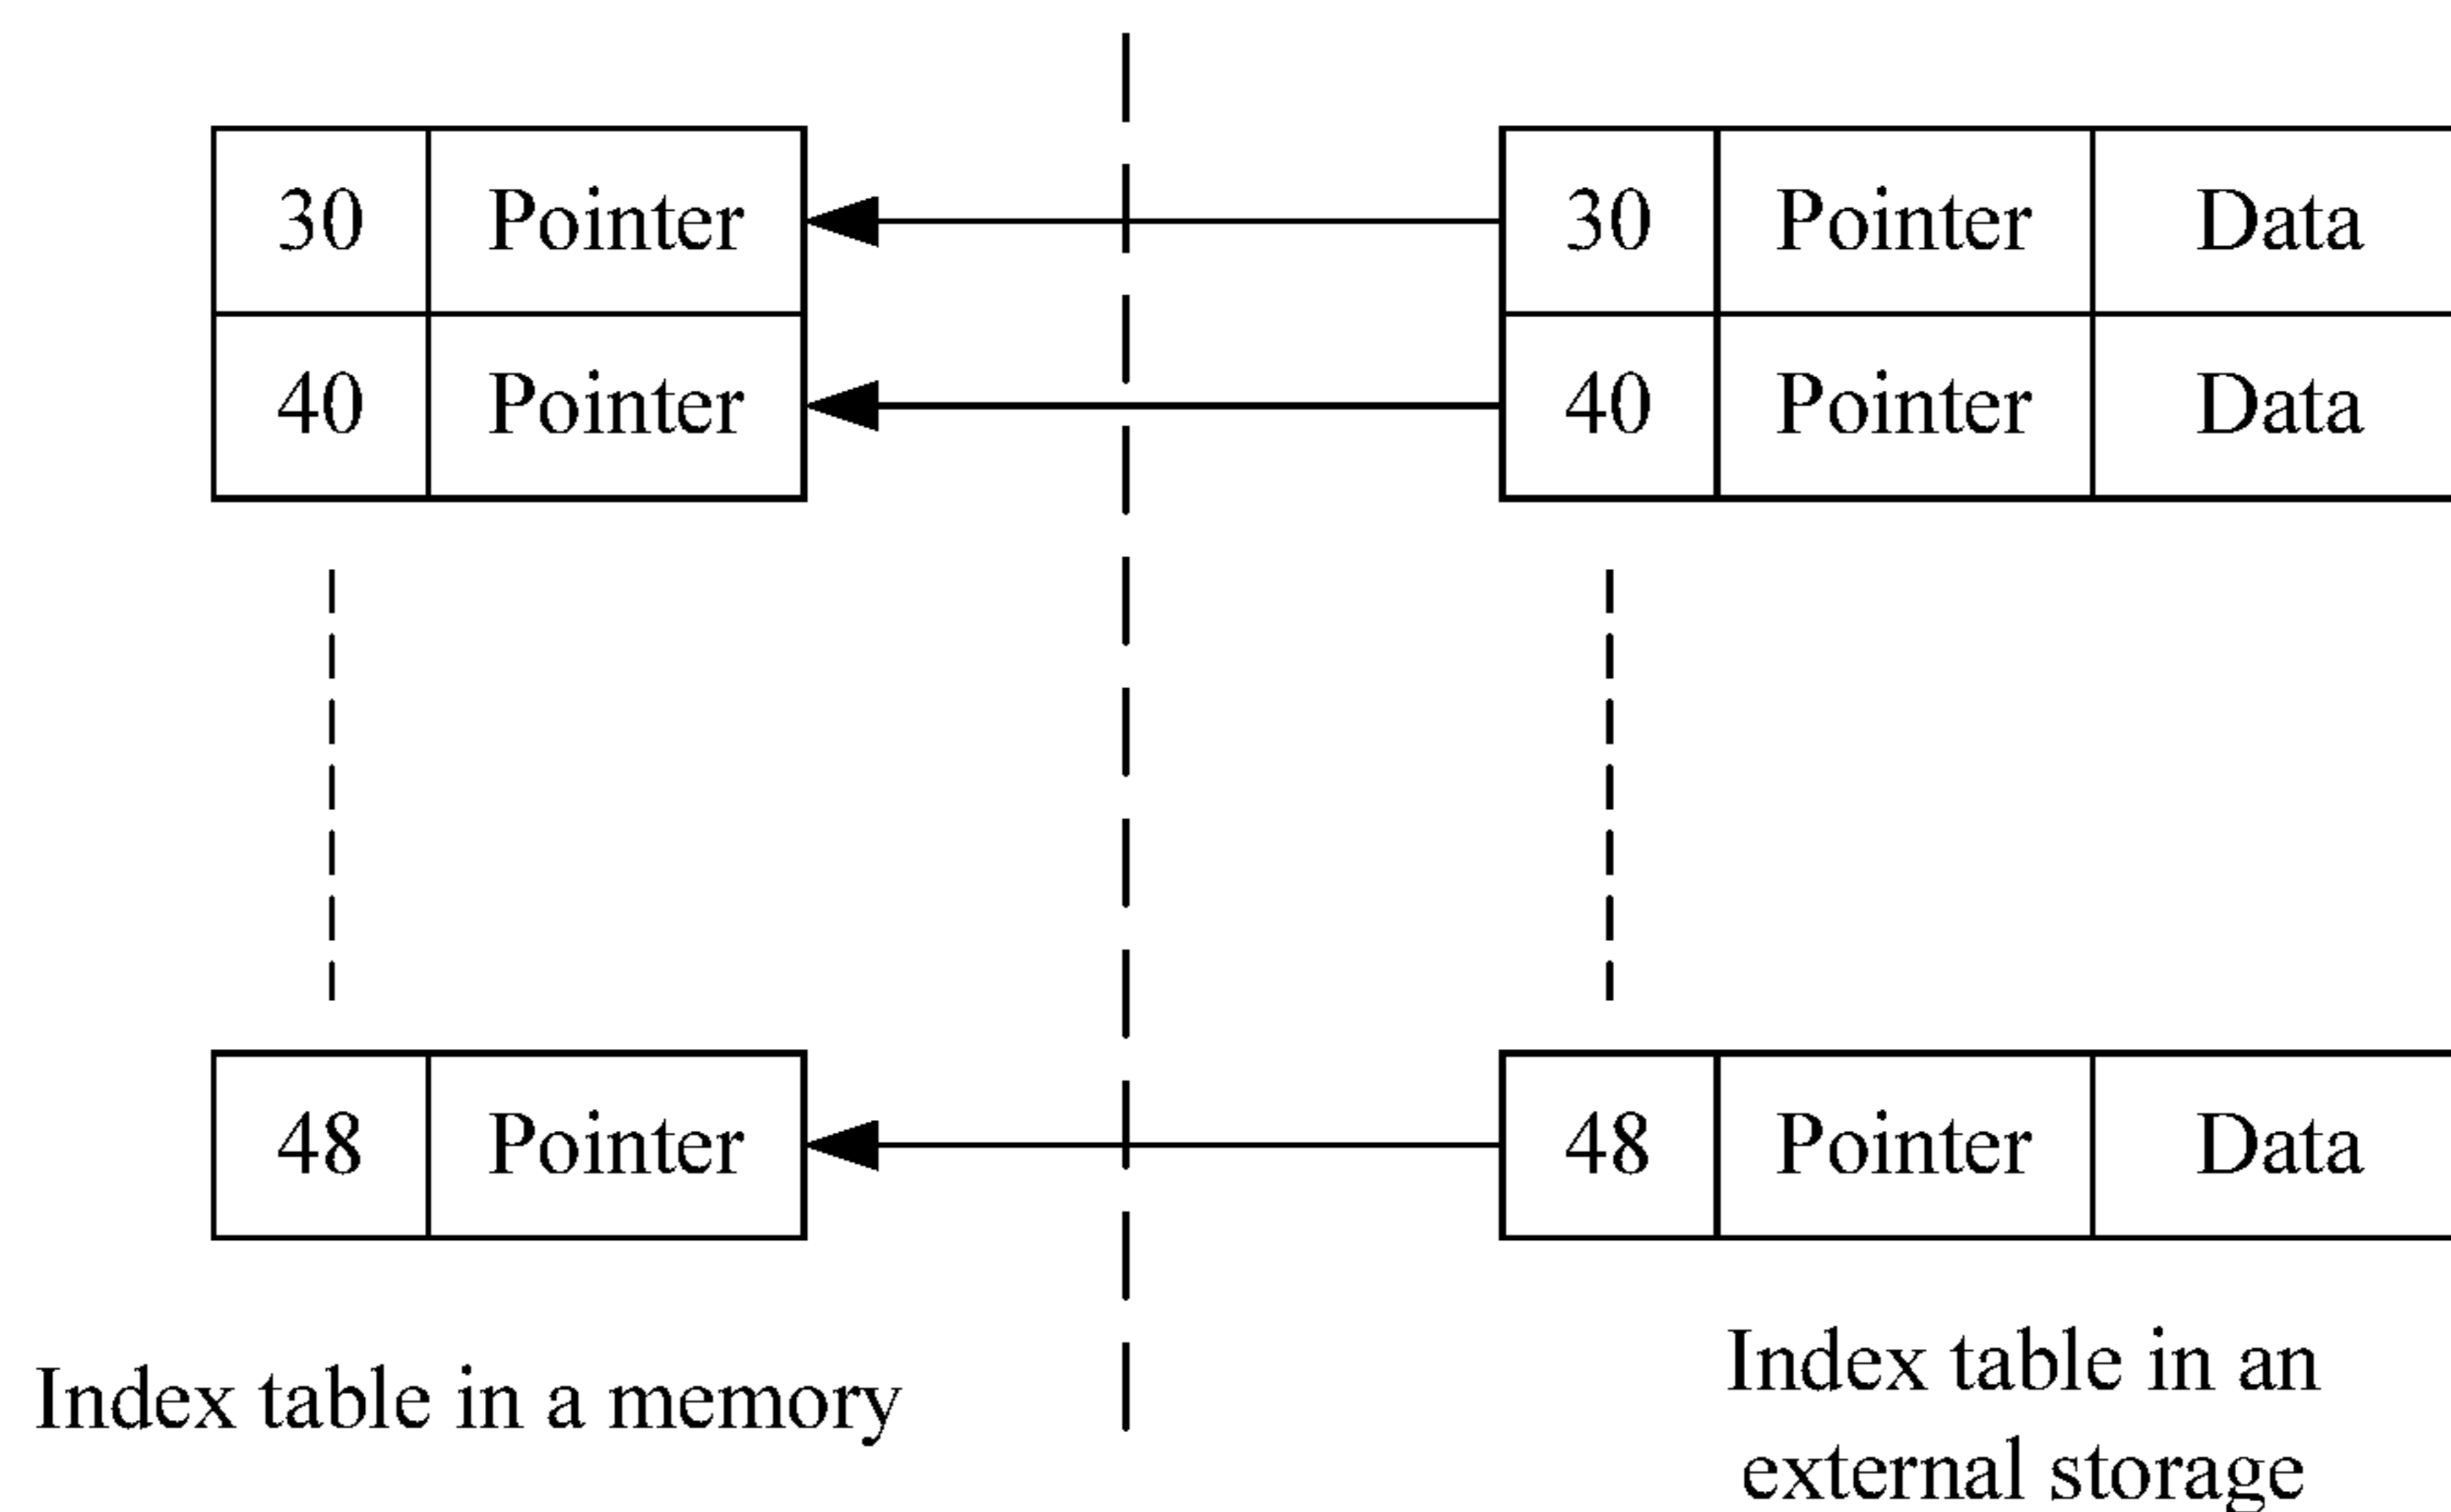 30 Pointer 30 Pointer Data
40 Pointer 40 Pointer Data
48 Pointer 48 Pointer Data
Index table in a memory
Index table in an
external storage